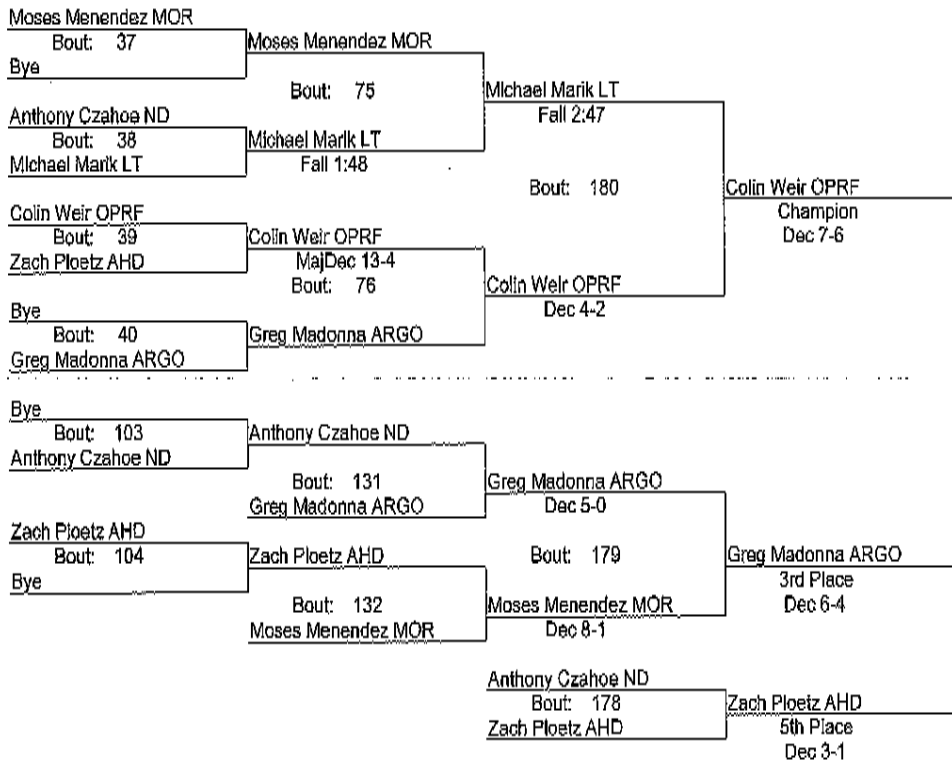 Moses Menendez MOR
Bout: 37
Bye
Moses Menendez MOR
Bout: 75
Anthony Czahoe ND
Bout: 38
Michael Marik LT
Michael Marik LT
Fall 1:48
Michael Marik LT
Fall 2:47
Bout: 180
Colin Weir OPRF
Bout: 39
Zach Ploetz AHD
Colin Weir OPRF
MajDec 13-4
Bout: 76
Bye
Bout: 40
Greg Madonna ARGO
Greg Madonna ARGO
Colin Weir OPRF
Dec 4-2
Colin Weir OPRF
Champion
Dec 7-6
Bye
Bout: 103
Anthony Czahoe ND
Anthony Czahoe ND
Bout: 131
Greg Madonna ARGO
Greg Madonna ARGO
Dec 5-0
Bout: 179
Zach Ploetz AHD
Bout: 104
Bye
Zach Ploetz AHD
Bout: 132
Moses Menendez MOR
Moses Menendez MOR
Dec 8-1
Greg Madonna ARGO
3rd Place
Dec 6-4
Anthony Czahoe ND
Bout: 178
Zach Ploetz AHD
Zach Ploetz AHD
5th Place
Dec 3-1